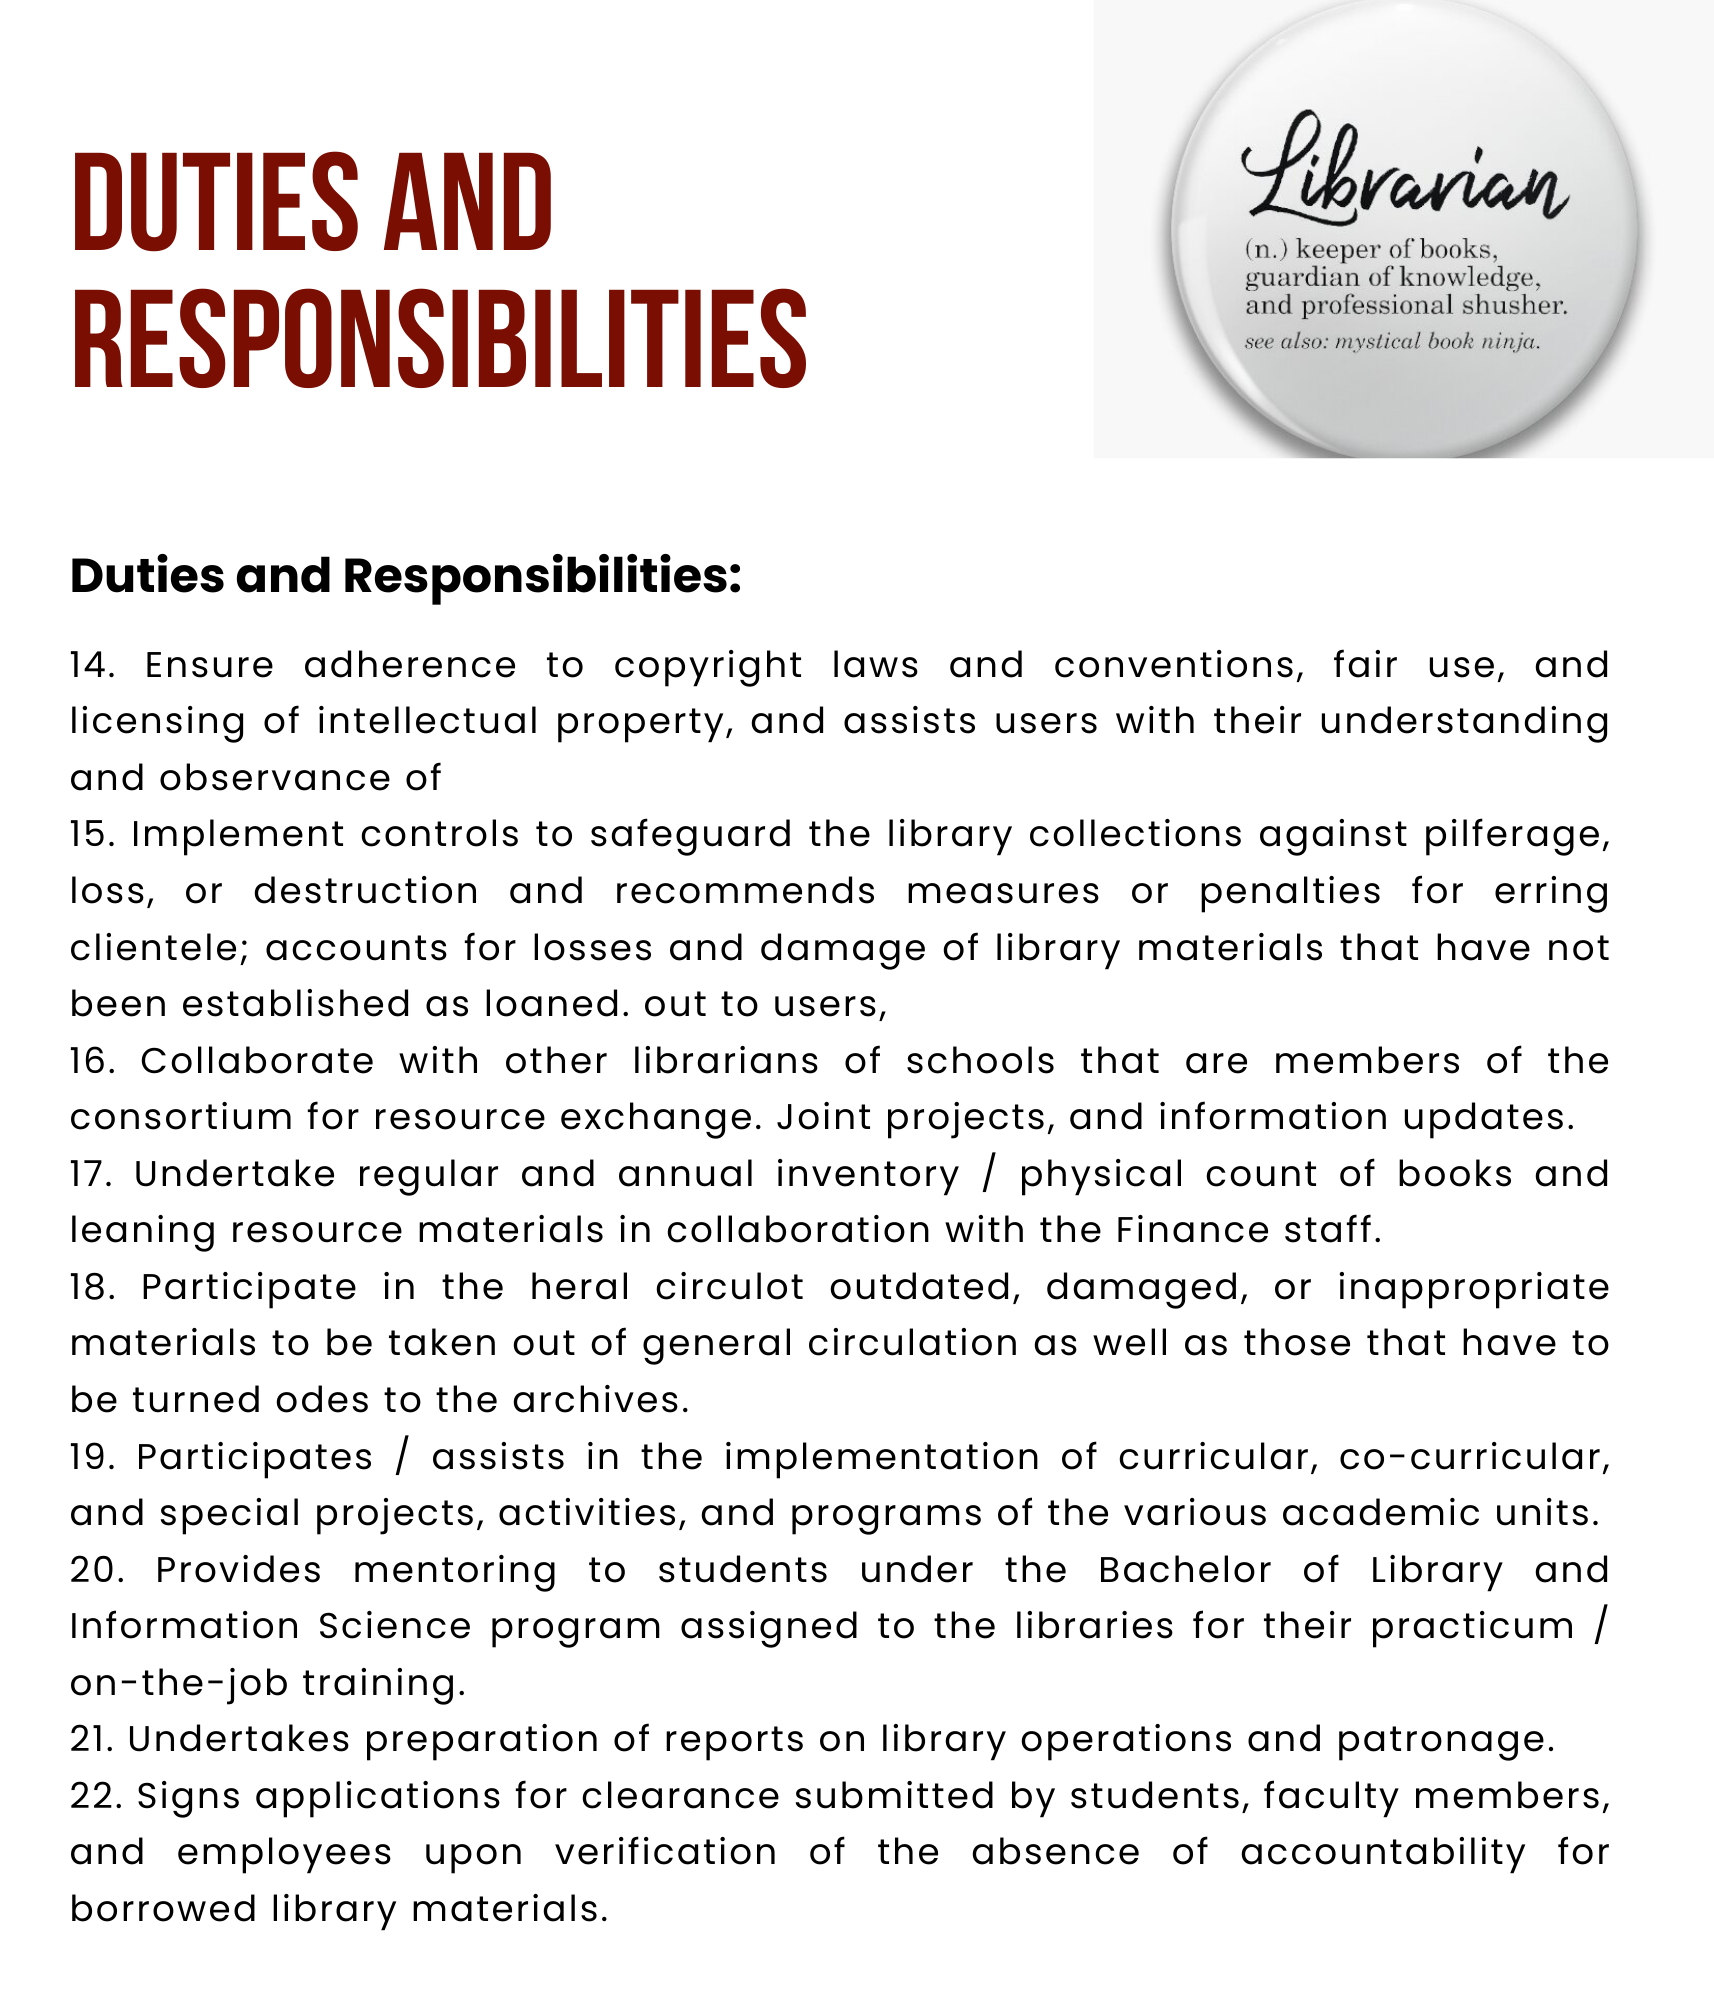 DUTIES AND
RESPONSIBILITIES
Librarian
(n.) keeper of books,
guardian of knowledge,
and professional shusher.
see also: mystical book ninja.
Duties and Responsibilities:
14. Ensure adherence to copyright laws and conventions, fair use, and
licensing of intellectual property, and assists users with their understanding
and observance of
15. Implement controls to safeguard the library collections against pilferage,
loss, or destruction and recommends measures or penalties for erring
clientele; accounts for losses and damage of library materials that have not
been established as loaned. out to users,
16. Collaborate with other librarians of schools that are members of the
consortium for resource exchange. Joint projects, and information updates.
17. Undertake regular and annual inventory / physical count of books and
leaning resource materials in collaboration with the Finance staff.
18. Participate in the heral circulot outdated, damaged, or inappropriate
materials to be taken out of general circulation as well as those that have to
be turned odes to the archives.
19. Participates / assists in the implementation of curricular, co-curricular,
and special projects, activities, and programs of the various academic units.
20. Provides mentoring to students under the Bachelor of Library and
Information Science program assigned to the libraries for their practicum /
on-the-job training.
21. Undertakes preparation of reports on library operations and patronage.
22. Signs applications for clearance submitted by students, faculty members,
and employees upon verification of the absence of accountability for
borrowed library materials.